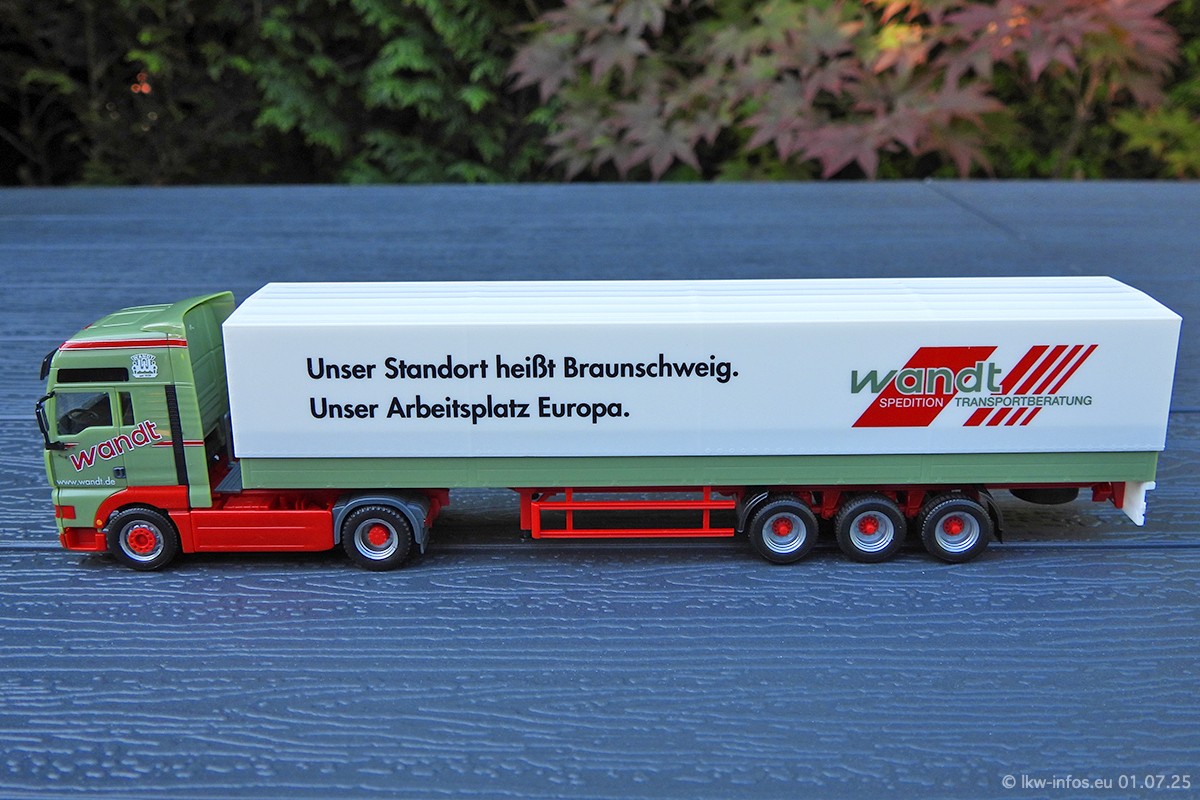 Unser Standort heißt Braunschweig.
Unser Arbeitsplatz Europa.
wandt
SPEDITION TRANSPORTBERATUNG
WANDT
wandt
www.wandt.de
© lkw-infos.eu 01.07.25